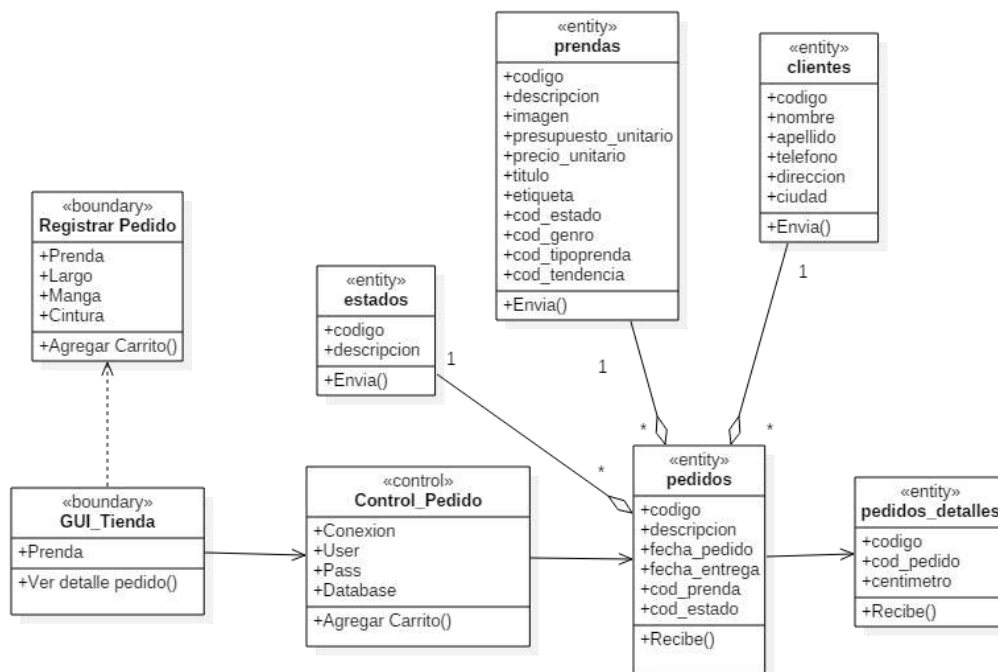 «entity»
prendas
+codigo
+descripcion
+imagen
+presupuesto_unitario
+precio_unitario
+titulo
+etiqueta
+cod_estado
+cod_genro
+cod_tipoprenda
+cod_tendencia
+Envia()
«entity»
clientes
+codigo
+nombre
+apellido
+telefono
+direccion
+ciudad
+Envia()
«boundary»
Registrar Pedido
+Prenda
+Largo
+Manga
+Cintura
+Agregar Carrito()
«entity»
estados
+codigo
+descripcion
+Envia()
1
1
1
*
*
*
«boundary»
GUI_Tienda
+Prenda
+Ver detalle pedido()
«control»
Control_Pedido
+Conexion
+User
+Pass
+Database
+Agregar Carrito()
«entity»
pedidos
+codigo
+descripcion
+fecha_pedido
+fecha_entrega
+cod_prenda
+cod_estado
+Recibe()
«entity»
pedidos_detalles
+codigo
+cod_pedido
+centimetro
+Recibe()